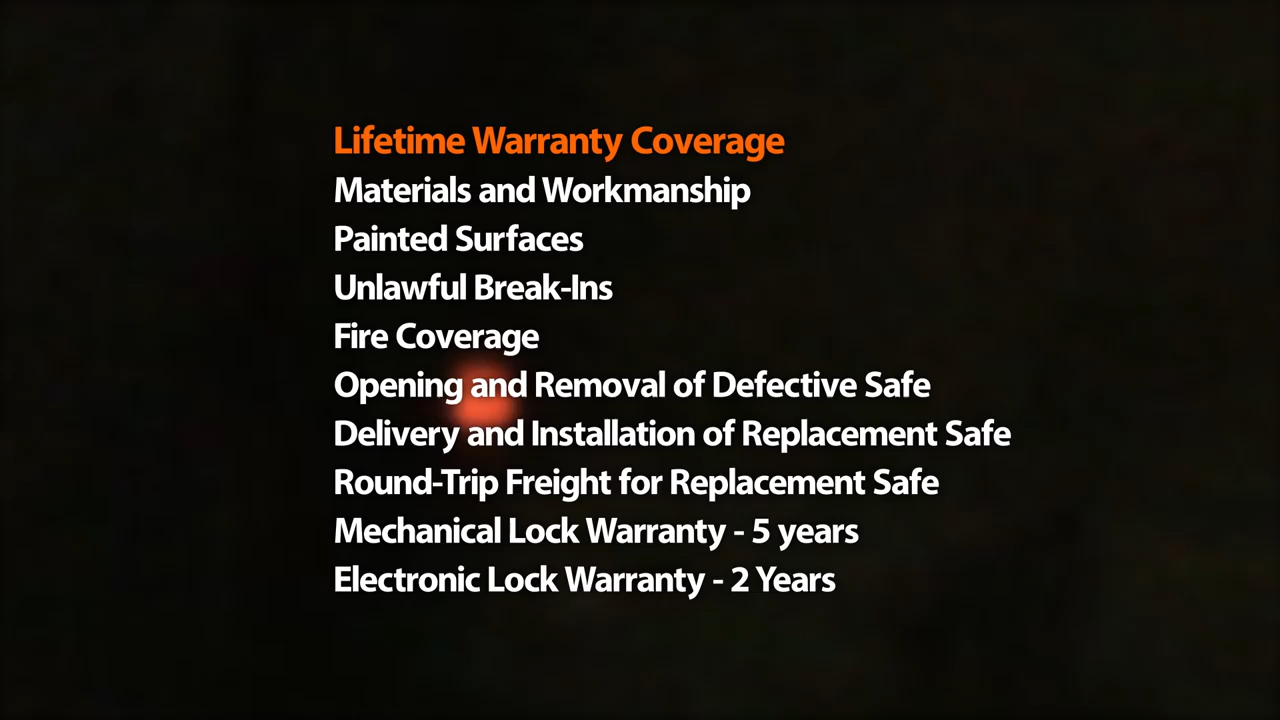 Lifetime Warranty Coverage
Materials and Workmanship
Painted Surfaces
Unlawful Break-Ins
Fire Coverage
Opening and Removal of Defective Safe
Delivery and Installation of Replacement Safe
Round-Trip Freight for Replacement Safe
Mechanical Lock Warranty - 5 years
Electronic Lock Warranty - 2 Years